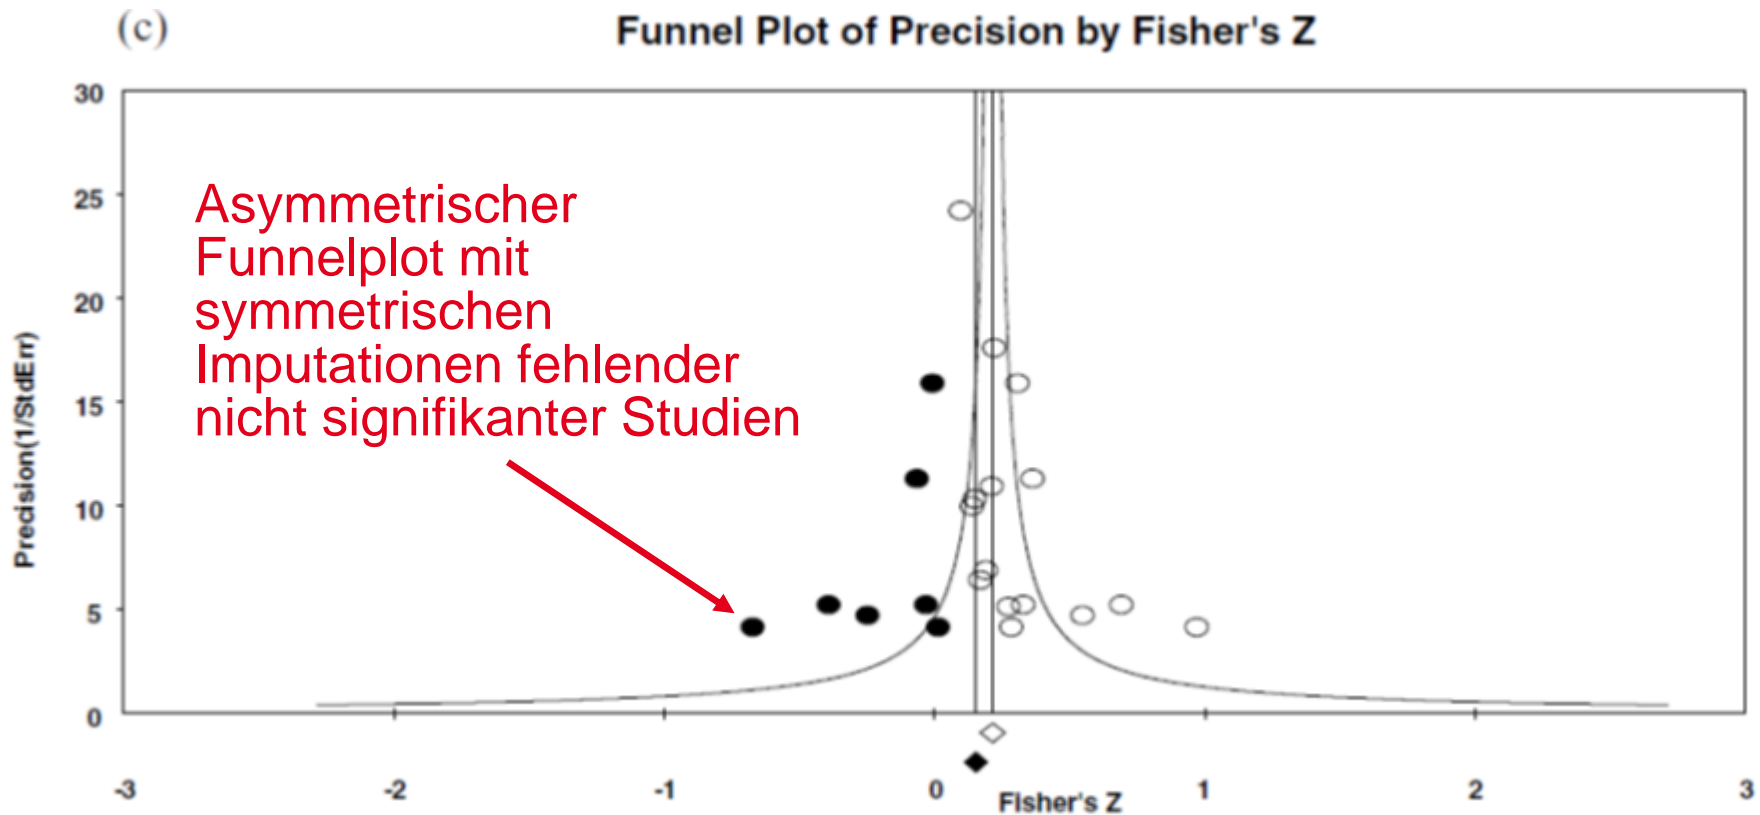 (c)
Funnel Plot of Precision by Fisher's Z
30
25
20
15
10
5
0
Precision(1/StdErr)
Asymmetrischer
Funnelplot mit
symmetrischen
Imputationen fehlender
nicht signifikanter Studien
-3 -2 -1 0 1 2 3
Fisher's Z